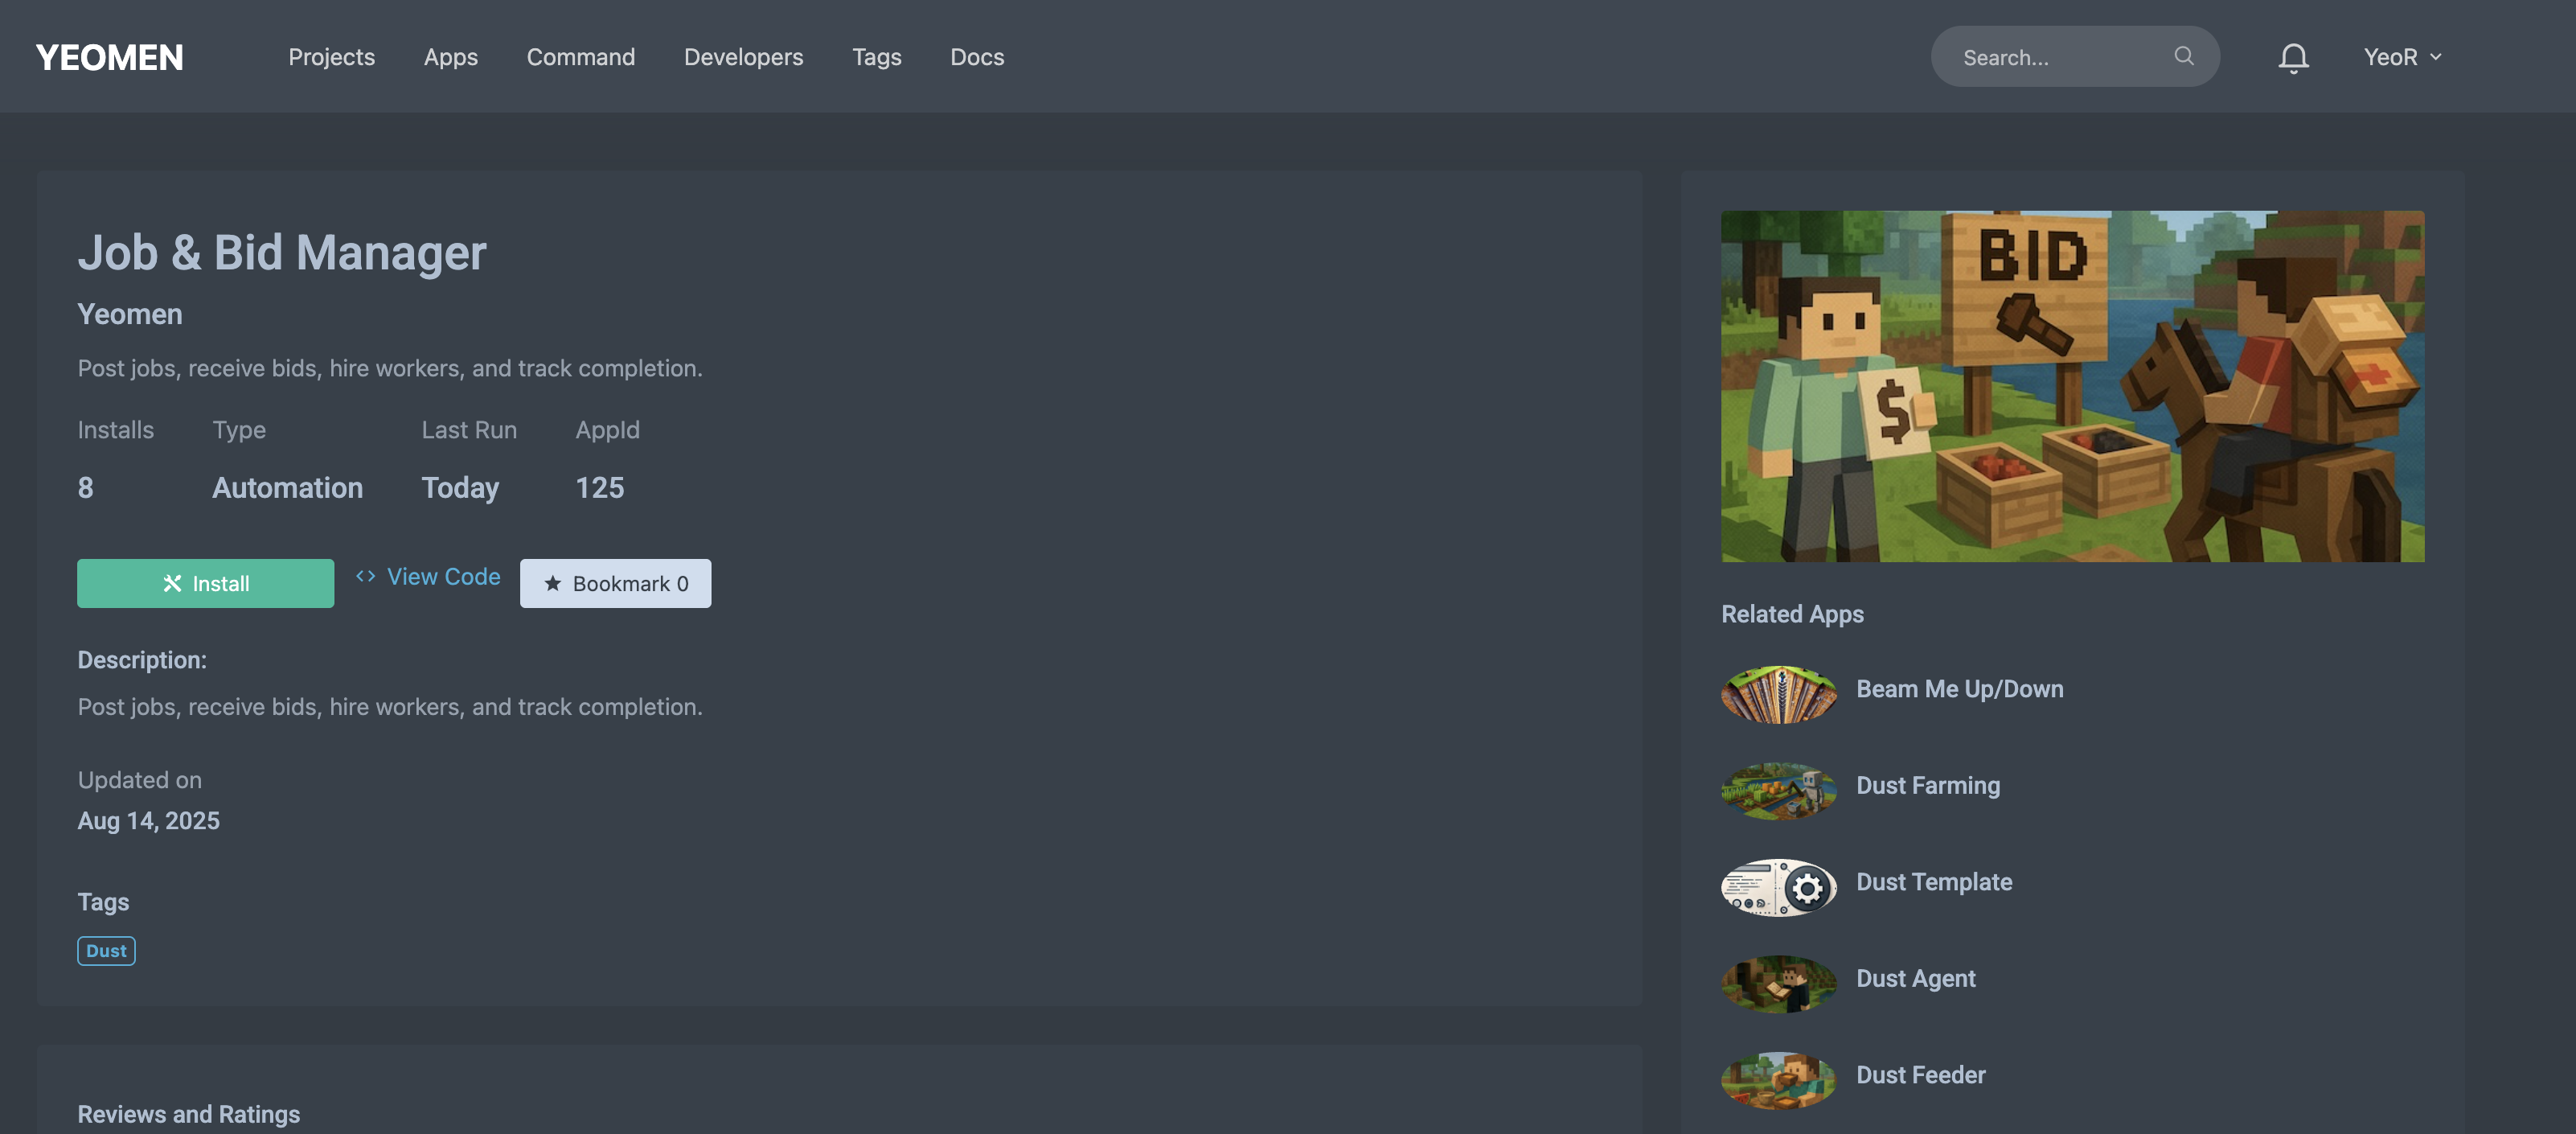 YEOMEN
Projects Apps Command Developers Tags Docs
Search...
YeoR
Job & Bid Manager
Yeomen
Post jobs, receive bids, hire workers, and track completion.
Installs Type Last Run AppId
8 Automation Today 125
Install View Code Bookmark 0
Description:
Post jobs, receive bids, hire workers, and track completion.
Updated on
Aug 14, 2025
Tags
Dust
Reviews and Ratings
BID
$
Related Apps
Beam Me Up/Down
Dust Farming
Dust Template
Dust Agent
Dust Feeder